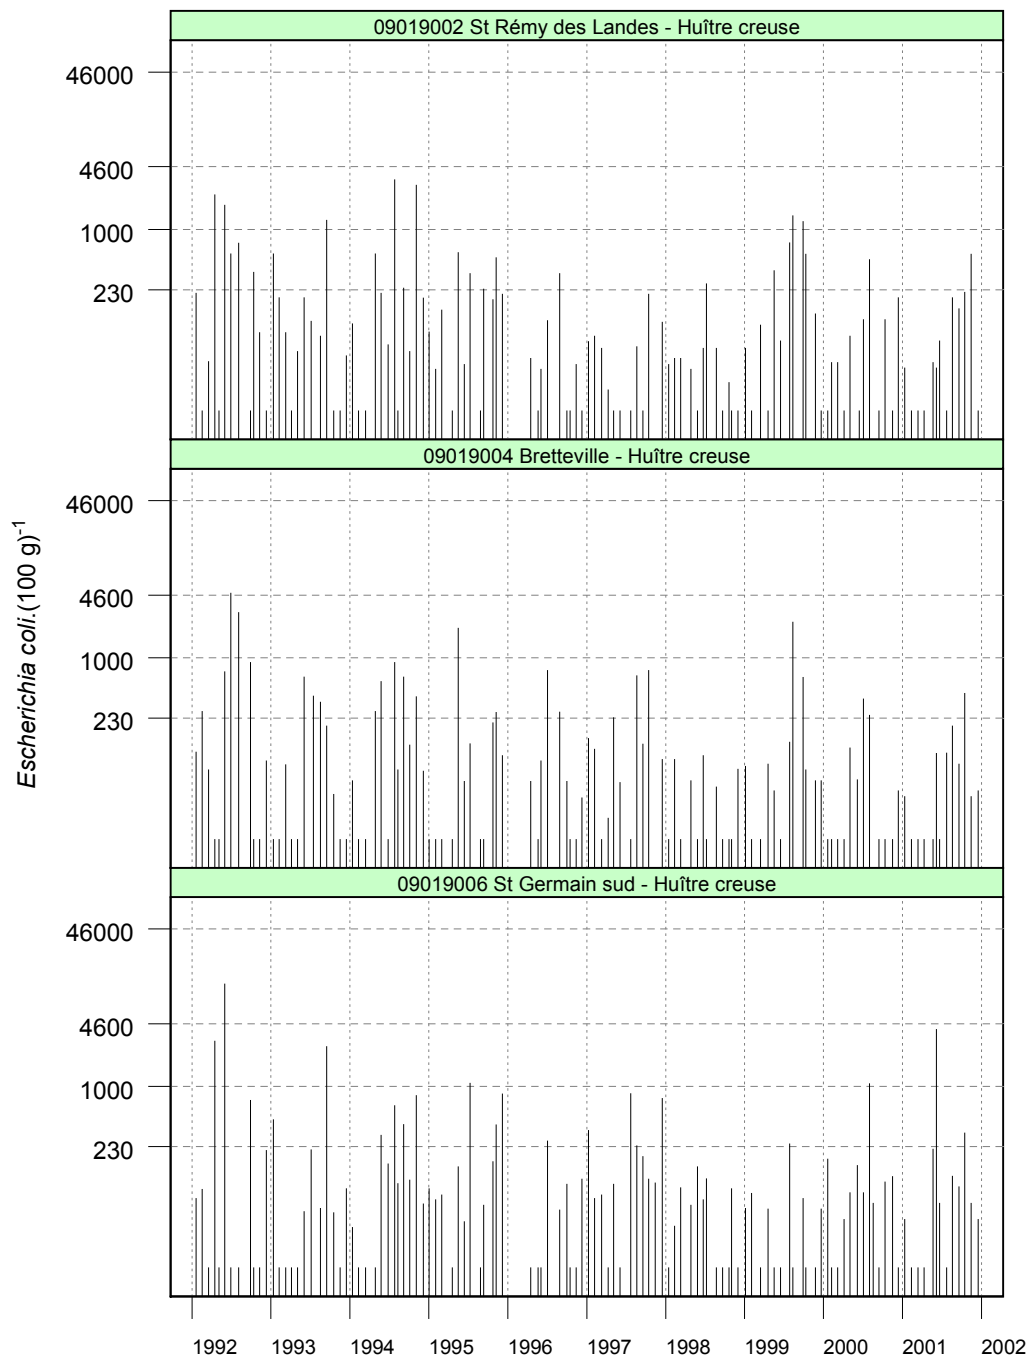 09019002 St Rémy des Landes - Huître creuse
46000
4600
1000
230
09019004 Bretteville - Huître creuse
46000
4600
1000
230
Escherichia coli.(100 g)-1
09019006 St Germain sud - Huître creuse
46000
4600
1000
230
1992 1993 1994 1995 1996 1997 1998 1999 2000 2001 2002